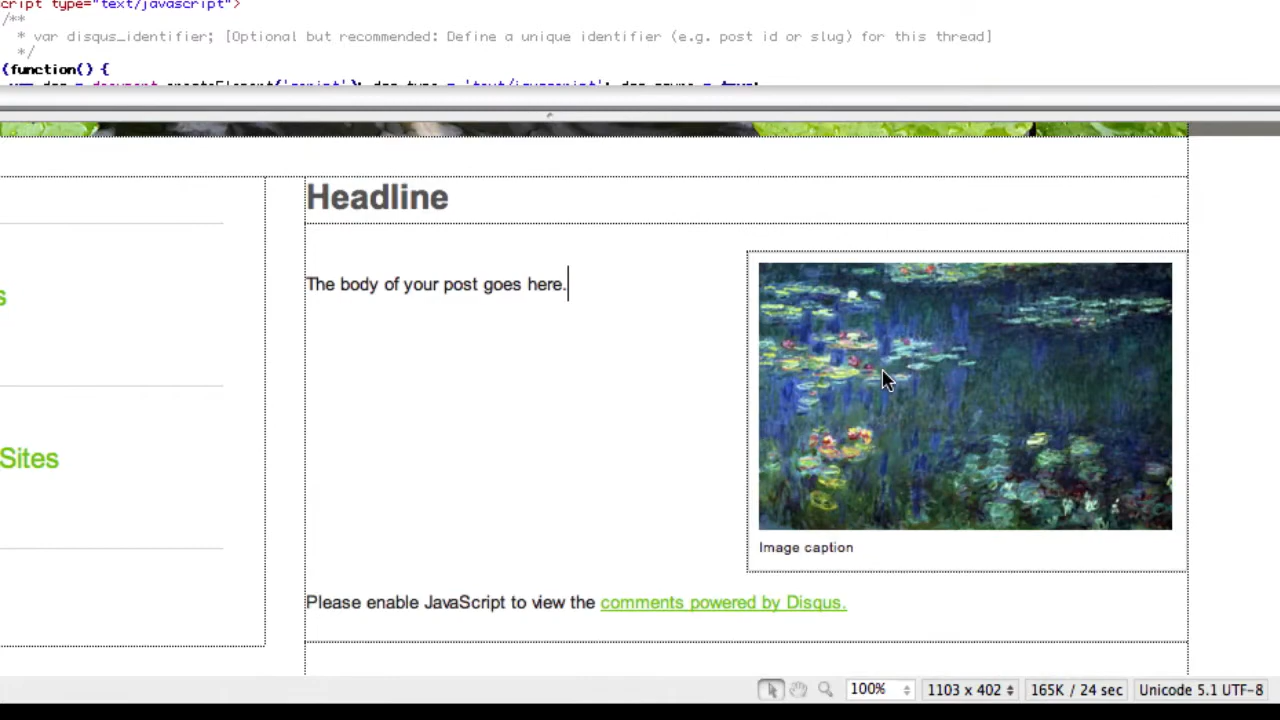 cript type="text/javascript">
/**
* var disqus_identifier; [Optional but recommended: Define a unique identifier (e.g. post id or slug) for this thread]
*/
(function() {
Headline
The body of your post goes here.
s
Sites
Image caption
Please enable JavaScript to view the comments powered by Disqus.
100% 1103 x 402 165K / 24 sec Unicode 5.1 UTF-8